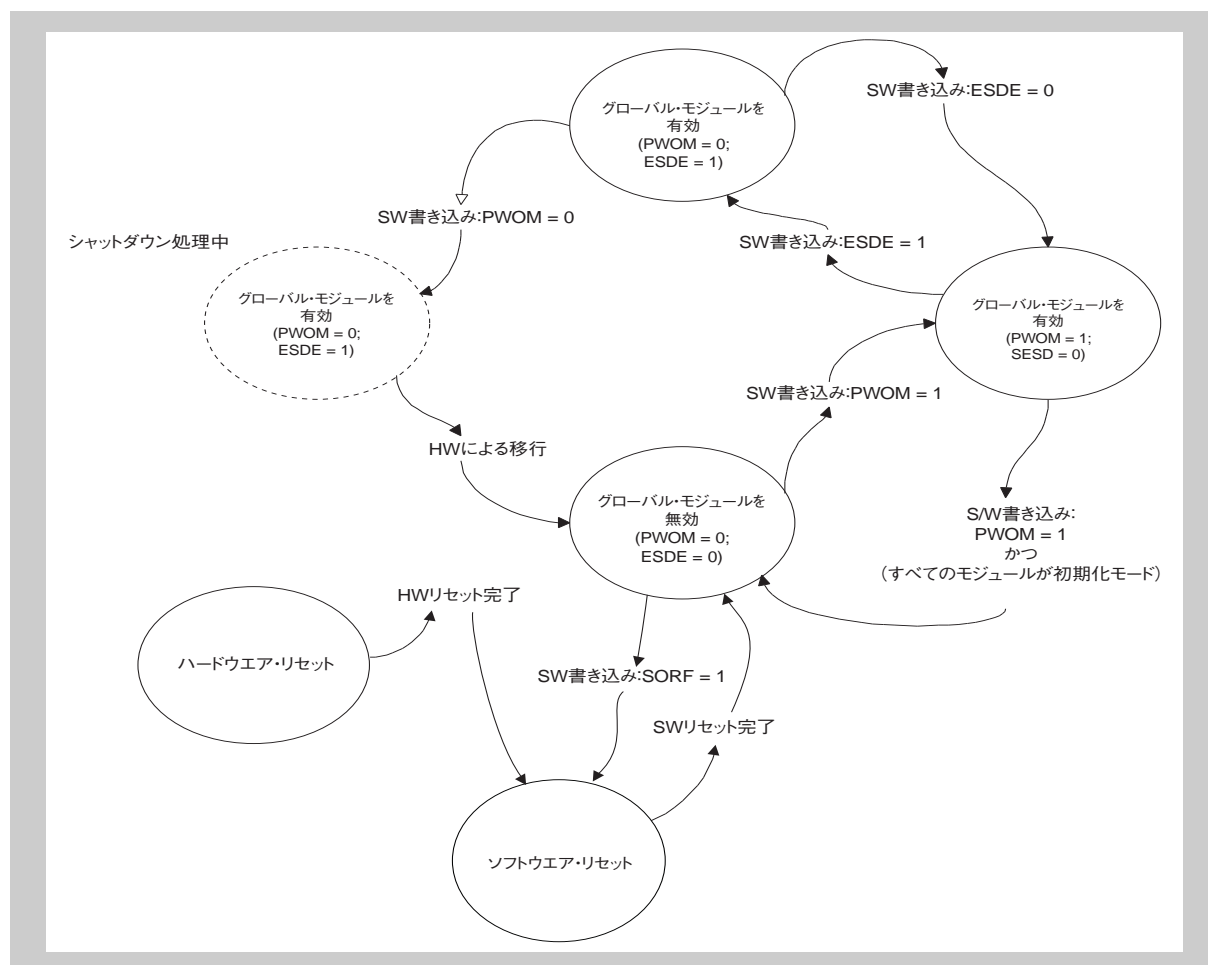 グローバル・モジュールを
有効
(PWOM = 0;
ESDE = 1)
SW書き込み:ESDE = 0
SW書き込み:PWOM = 0
SW書き込み:ESDE = 1
シャットダウン処理中
グローバル・モジュールを
有効
(PWOM = 0;
ESDE = 1)
グローバル・モジュールを
有効
(PWOM = 1;
SESD = 0)
SW書き込み:PWOM = 1
HWによる移行
グローバル・モジュールを
無効
(PWOM = 0;
ESDE = 0)
S/W書き込み:
PWOM = 1
かつ
(すべてのモジュールが初期化モード)
HWリセット完了
ハードウエア・リセット
SW書き込み:SORF = 1
SWリセット完了
ソフトウエア・リセット